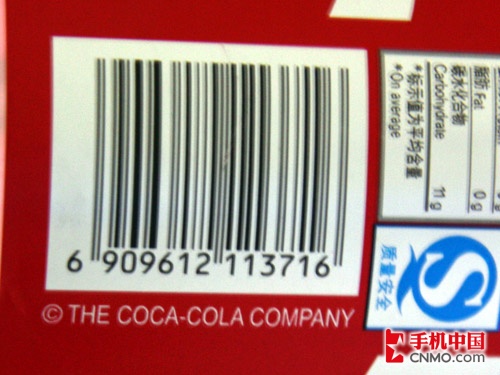 6 909612 113716
© THE COCA-COLA COMPANY
脂肪 Fat 0 g
碳水化合物
Carbohydrate 11 g
*标示值为平均含量
*On average
质量安全
手机中国
CNMO.com